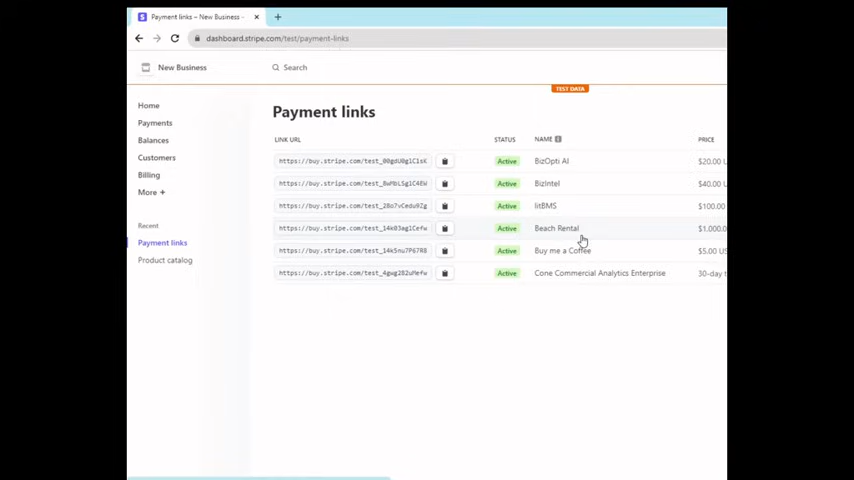 Payment links – New Business -
dashboard.stripe.com/test/payment-links
New Business
Search
TEST DATA
Home
Payments
Balances
Customers
Billing
More +
Recent
Payment links
Product catalog
Payment links
LINK URL STATUS NAME PRICE
Active BizOpti AI $20.00 U
Active BizIntel $40.00 U
Active litBMS $100.00
Active Beach Rental $1,000.0
Active Buy me a Coffee $5.00 US
Active Cone Commercial Analytics Enterprise 30-day t